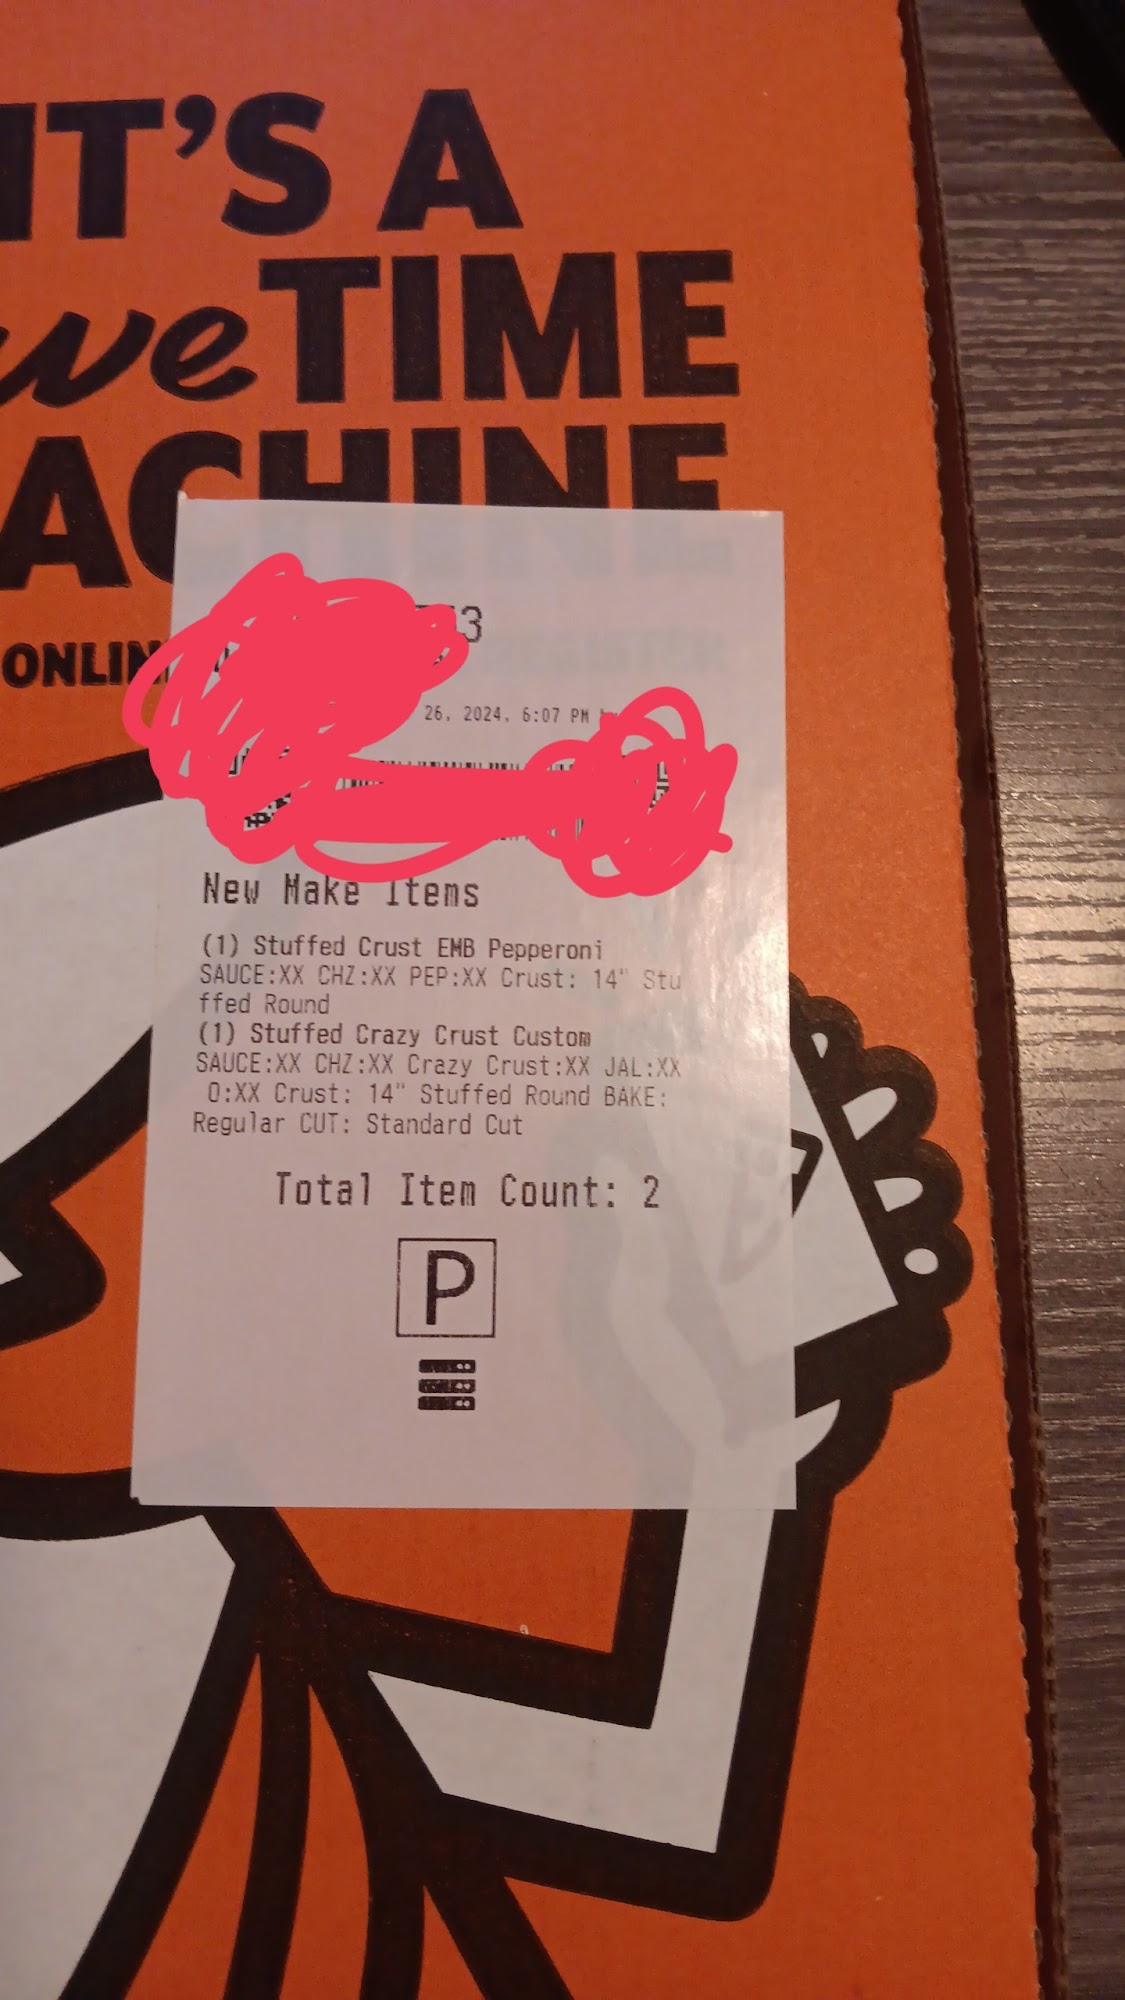 IT'S A
TIME
ACHINE
ONLIN
3
26, 2024, 6:07 PM
New Make Items
(1) Stuffed Crust EMB Pepperoni
SAUCE:XX CHZ:XX PEP:XX Crust: 14" Stu
ffed Round
(1) Stuffed Crazy Crust Custom
SAUCE:XX CHZ:XX Crazy Crust:XX JAL:XX
O:XX Crust: 14" Stuffed Round BAKE:
Regular CUT: Standard Cut
Total Item Count: 2
P